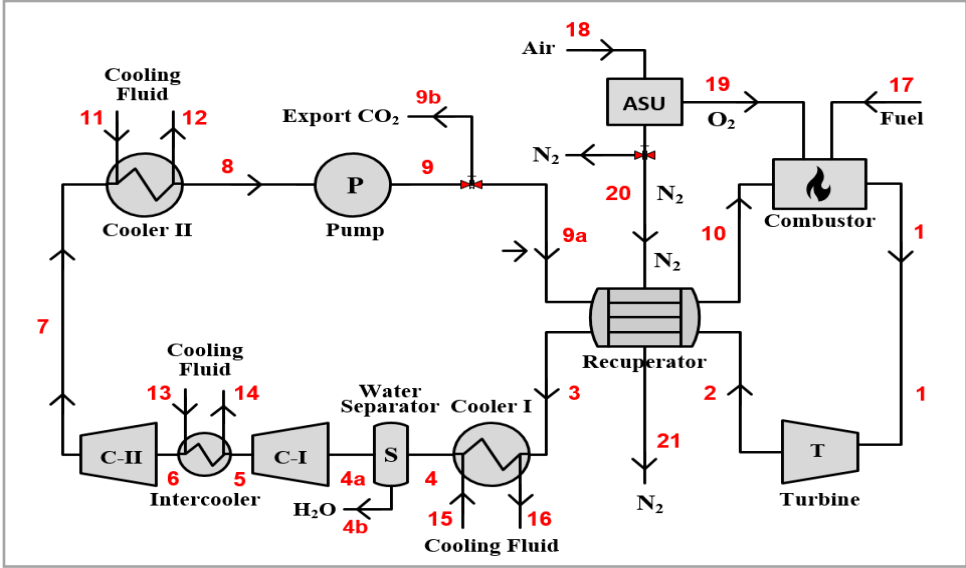 18
Air
Cooling
Fluid
11
12
9b
Export CO₂
ASU
19
O₂
17
Fuel
N₂
8
P
9
20
N₂
Cooler II
Pump
Combustor
9a
N₂
10
1
7
Recuperator
Cooling
Fluid
13
14
Water
Separator
Cooler I
3
2
1
C-II
6
5
C-I
4a
S
4
21
T
Intercooler
H₂O
4b
15
16
N₂
Turbine
Cooling Fluid